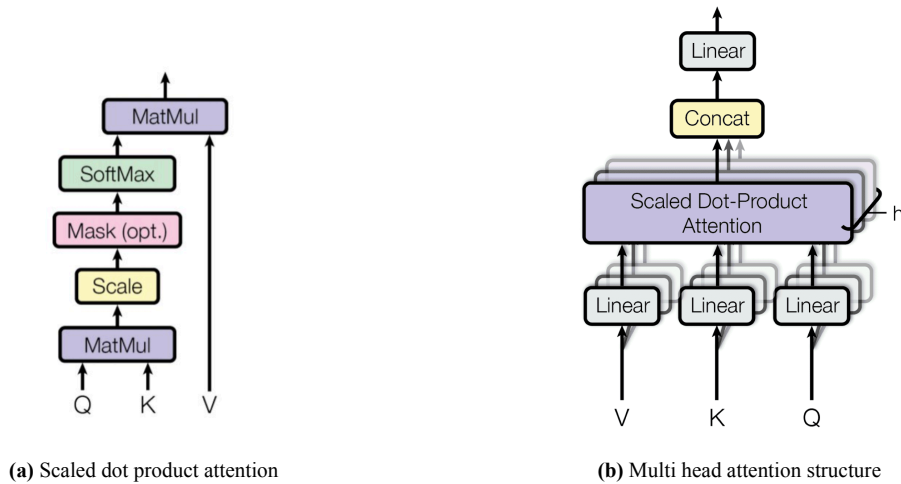 MatMul
SoftMax
Mask (opt.)
Scale
MatMul
Q K V
(a) Scaled dot product attention
Linear
Concat
Scaled Dot-Product
Attention
h
Linear Linear Linear
V K Q
(b) Multi head attention structure